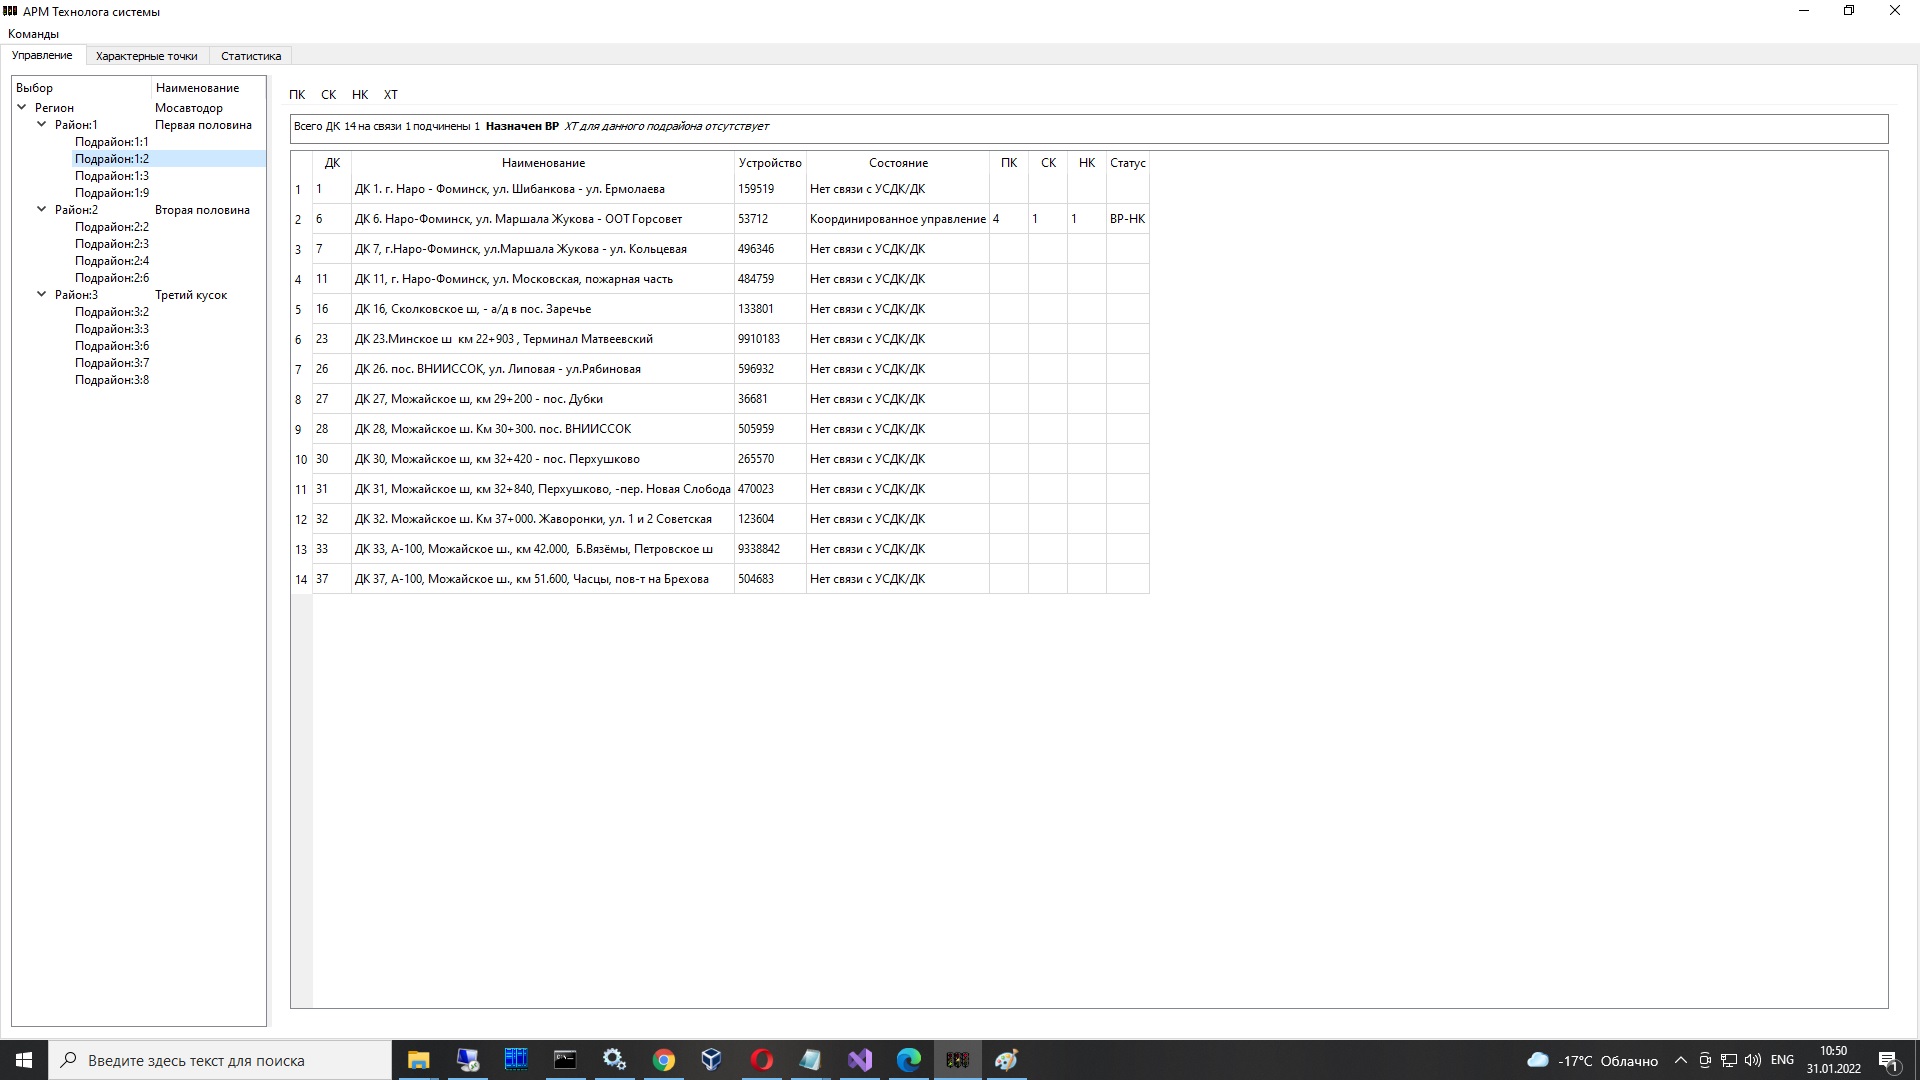 АРМ Технолога системы
Команды
Управление Характерные точки Статистика
Выбор Наименование
Регион Мосавтодор
Район:1 Первая половина
Подрайон:1:1
Подрайон:1:2
Подрайон:1:3
Подрайон:1:9
Район:2 Вторая половина
Подрайон:2:2
Подрайон:2:3
Подрайон:2:4
Подрайон:2:6
Район:3 Третий кусок
Подрайон:3:2
Подрайон:3:3
Подрайон:3:6
Подрайон:3:7
Подрайон:3:8
ПК СК НК ХТ
Всего ДК 14 на связи 1 подчинены 1 Назначен ВР ХТ для данного подрайона отсутствует
ДК Наименование Устройство Состояние ПК СК НК Статус
1 1 ДК 1. г. Наро - Фоминск, ул. Шибанкова - ул. Ермолаева 159519 Нет связи с УСДК/ДК
2 6 ДК 6. Наро-Фоминск, ул. Маршала Жукова - ООТ Горсовет 53712 Координированное управление 4 1 1 ВР-НК
3 7 ДК 7, г.Наро-Фоминск, ул.Маршала Жукова - ул. Кольцевая 496346 Нет связи с УСДК/ДК
4 11 ДК 11, г. Наро-Фоминск, ул. Московская, пожарная часть 484759 Нет связи с УСДК/ДК
5 16 ДК 16, Сколковское ш, - а/д в пос. Заречье 133801 Нет связи с УСДК/ДК
6 23 ДК 23.Минское ш км 22+903 , Терминал Матвеевский 9910183 Нет связи с УСДК/ДК
7 26 ДК 26. пос. ВНИИССОК, ул. Липовая - ул.Рябиновая 596932 Нет связи с УСДК/ДК
8 27 ДК 27, Можайское ш, км 29+200 - пос. Дубки 36681 Нет связи с УСДК/ДК
9 28 ДК 28, Можайское ш. Км 30+300. пос. ВНИИССОК 505959 Нет связи с УСДК/ДК
10 30 ДК 30, Можайское ш, км 32+420 - пос. Перхушково 265570 Нет связи с УСДК/ДК
11 31 ДК 31, Можайское ш, км 32+840, Перхушково, -пер. Новая Слобода 470023 Нет связи с УСДК/ДК
12 32 ДК 32. Можайское ш. Км 37+000. Жаворонки, ул. 1 и 2 Советская 123604 Нет связи с УСДК/ДК
13 33 ДК 33, А-100, Можайское ш., км 42.000, Б.Вязёмы, Петровское ш 9338842 Нет связи с УСДК/ДК
14 37 ДК 37, А-100, Можайское ш., км 51.600, Часцы, пов-т на Брехова 504683 Нет связи с УСДК/ДК
Введите здесь текст для поиска
-17°C Облачно
ENG
10:50
31.01.2022
1